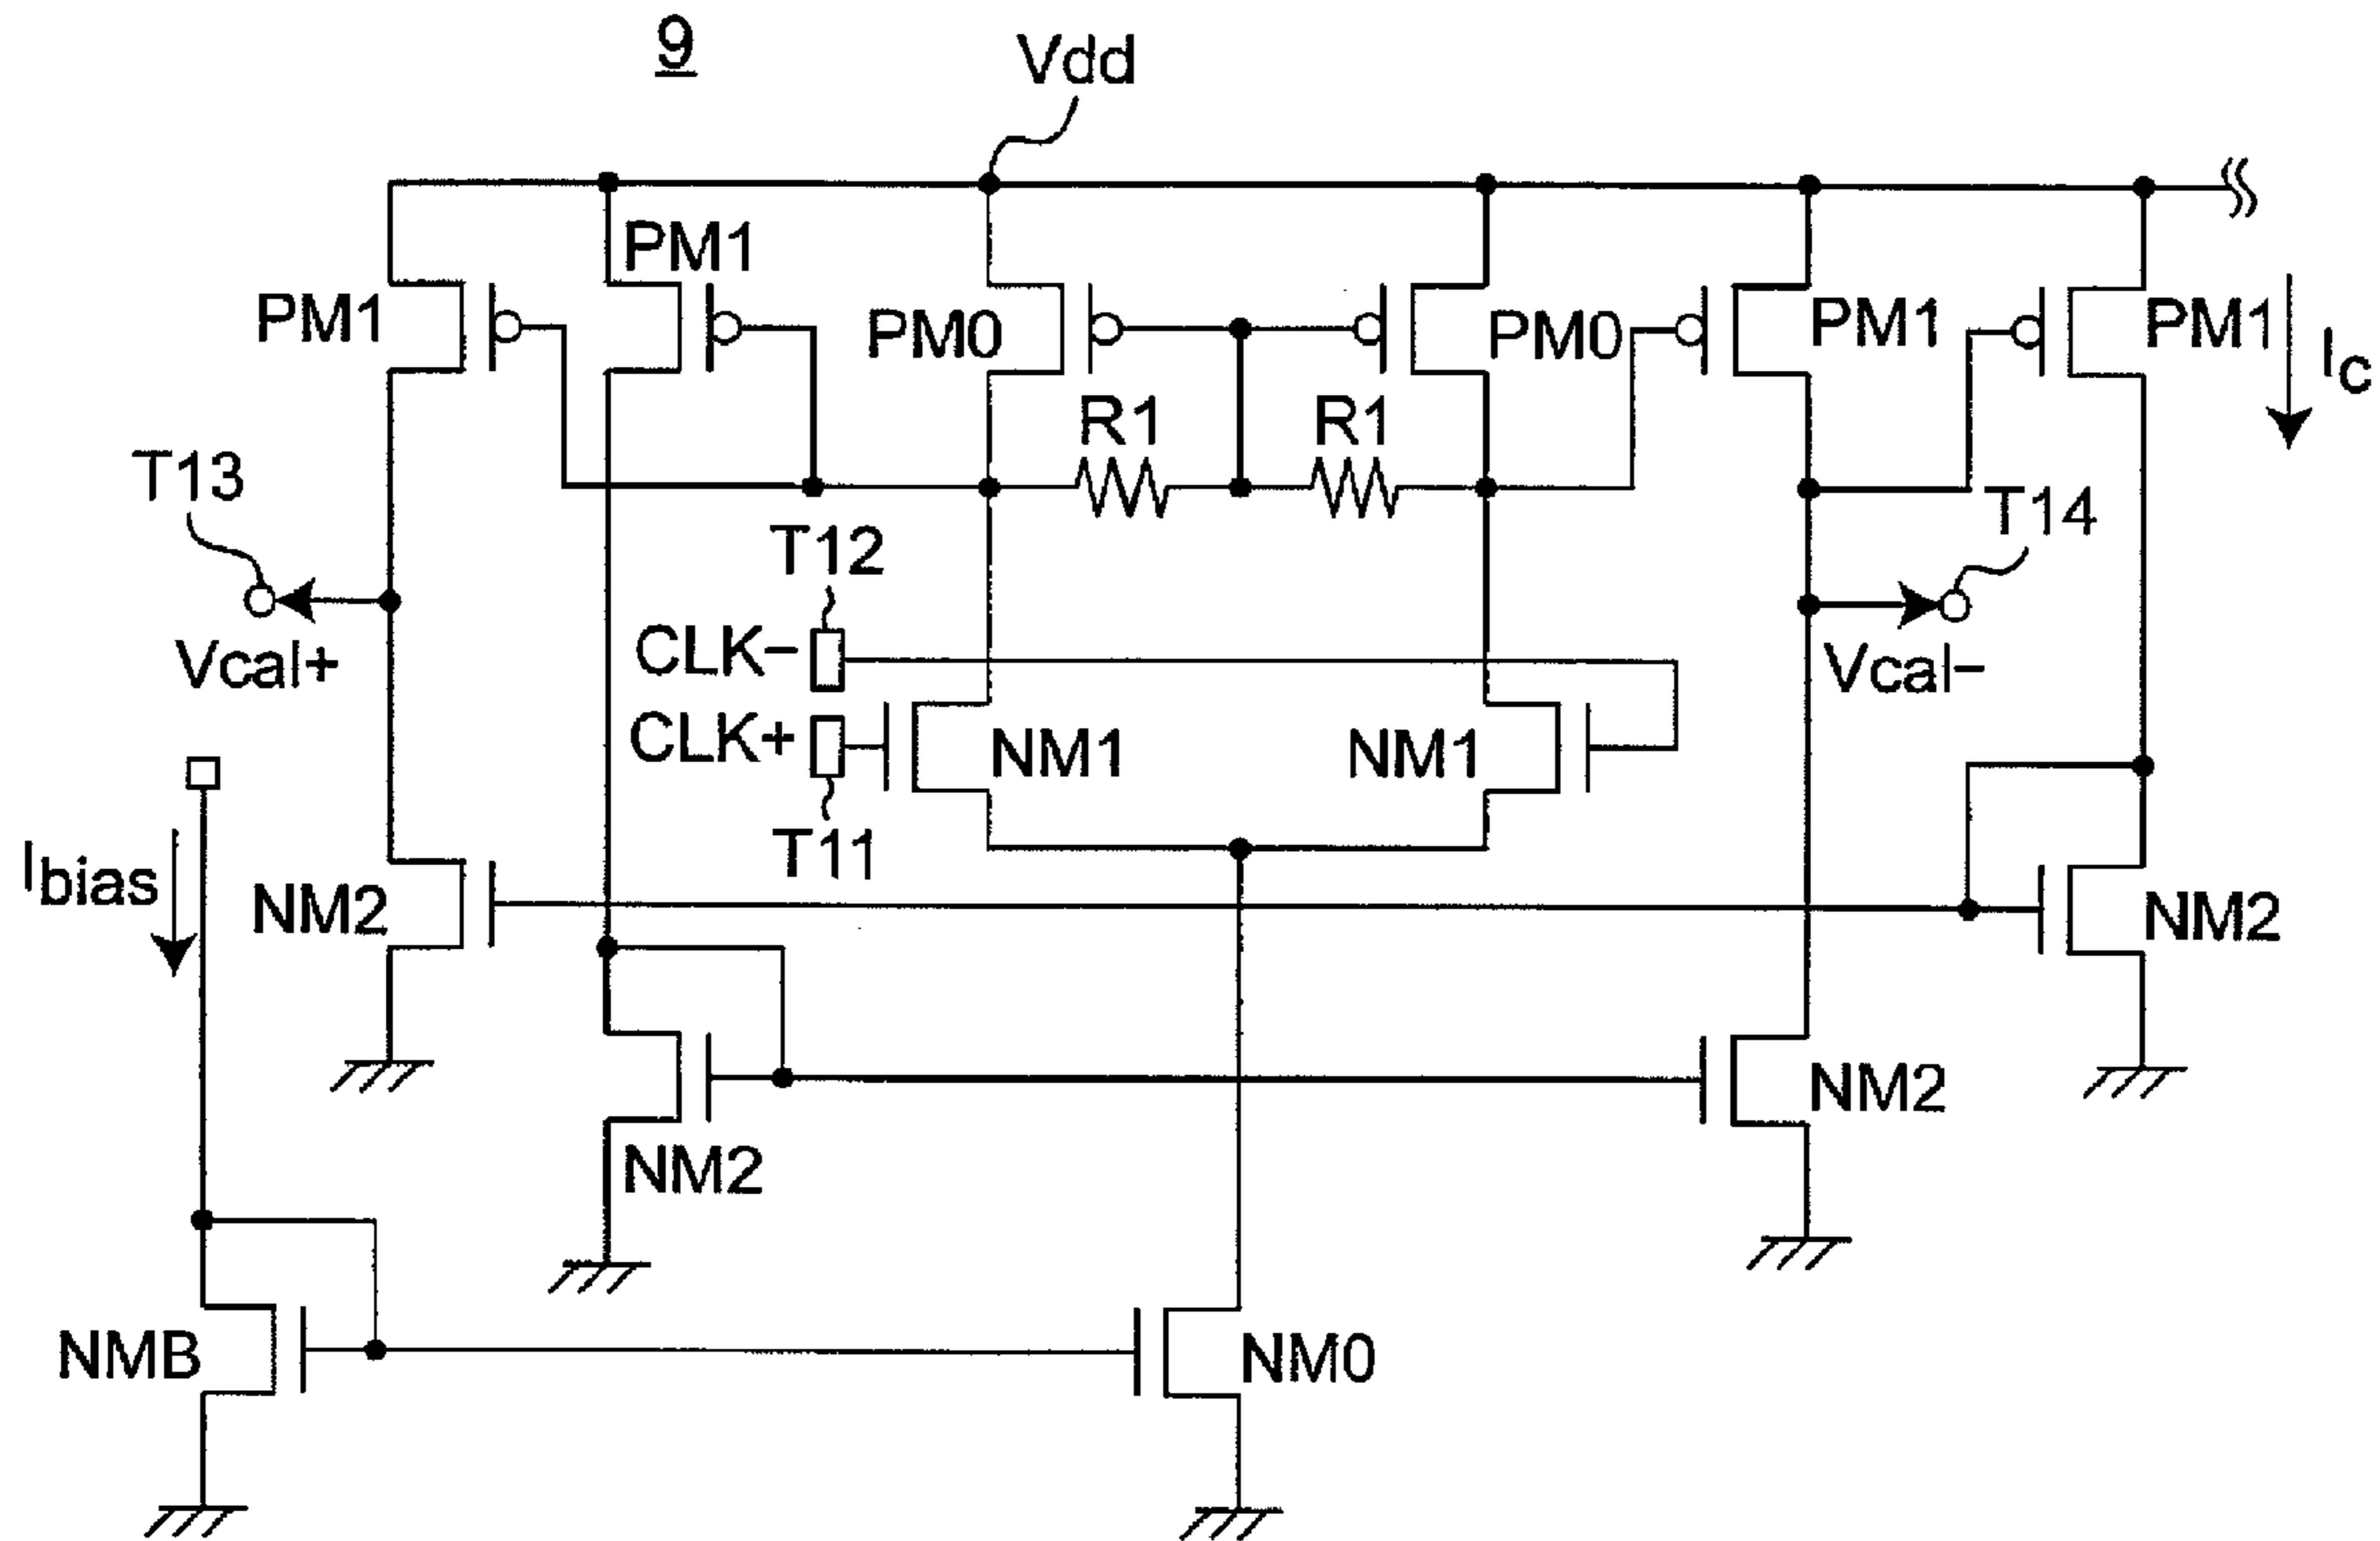 9
Vdd
PM1
PM1
PM0
PM0
PM1
PM1
Ic
R1
R1
T13
T12
T14
CLK−
Vcal+
Vcal−
CLK+
NM1
NM1
T11
Ibias
NM2
NM2
NM2
NM2
NMB
NM0